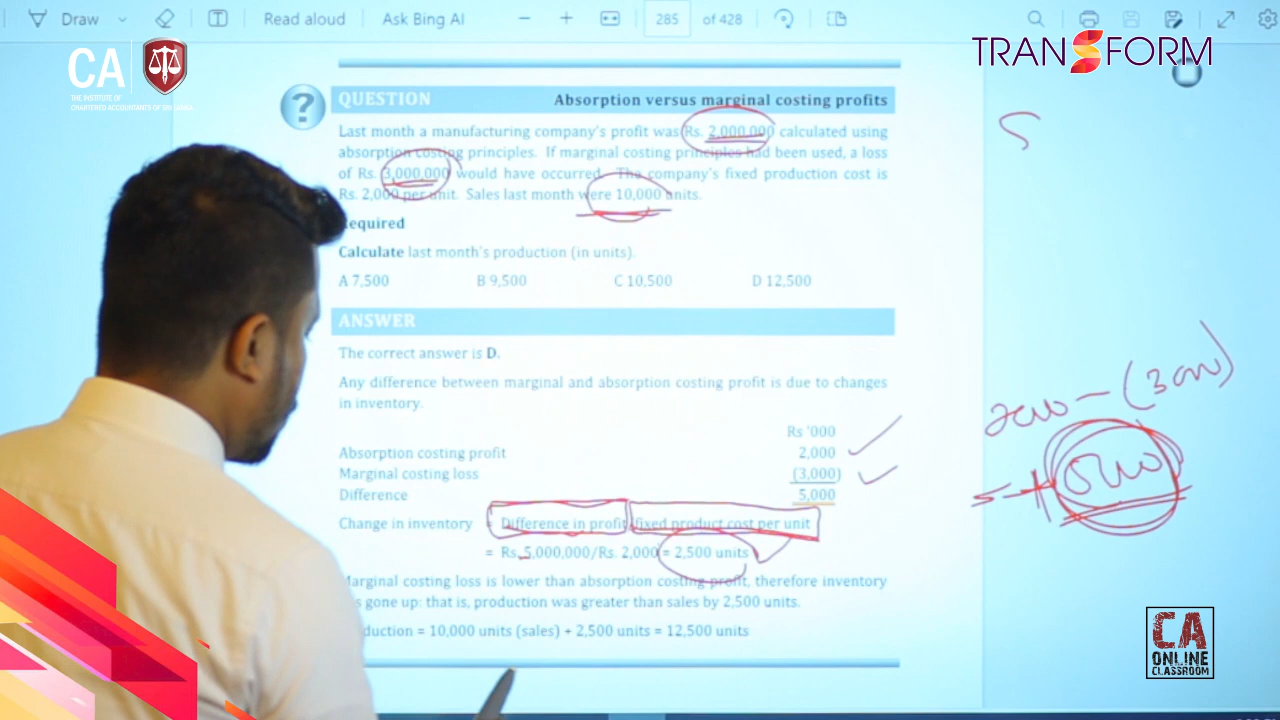 Draw
Read aloud
Ask Bing AI
285 of 428
CA
THE INSTITUTE OF
CHARTERED ACCOUNTANTS OF SRI LANKA
TRANSFORM
QUESTION Absorption versus marginal costing profits
Last month a manufacturing company's profit was Rs. 2,000,000 calculated using
absorption costing principles. If marginal costing principles had been used, a loss
of Rs. 3,000,000 would have occurred. The company's fixed production cost is
Rs. 2,000 per unit. Sales last month were 10,000 units.
equired
Calculate last month's production (in units).
A 7,500 B 9,500 C 10,500 D 12,500
ANSWER
The correct answer is D.
Any difference between marginal and absorption costing profit is due to changes
in inventory.
Rs '000
Absorption costing profit 2,000
Marginal costing loss (3,000)
Difference 5,000
Change in inventory = Difference in profit/fixed product cost per unit
= Rs. 5,000,000/Rs. 2,000 = 2,500 units
arginal costing loss is lower than absorption costing profit, therefore inventory
s gone up: that is, production was greater than sales by 2,500 units.
duction = 10,000 units (sales) + 2,500 units = 12,500 units
CA
ONLINE
CLASSROOM